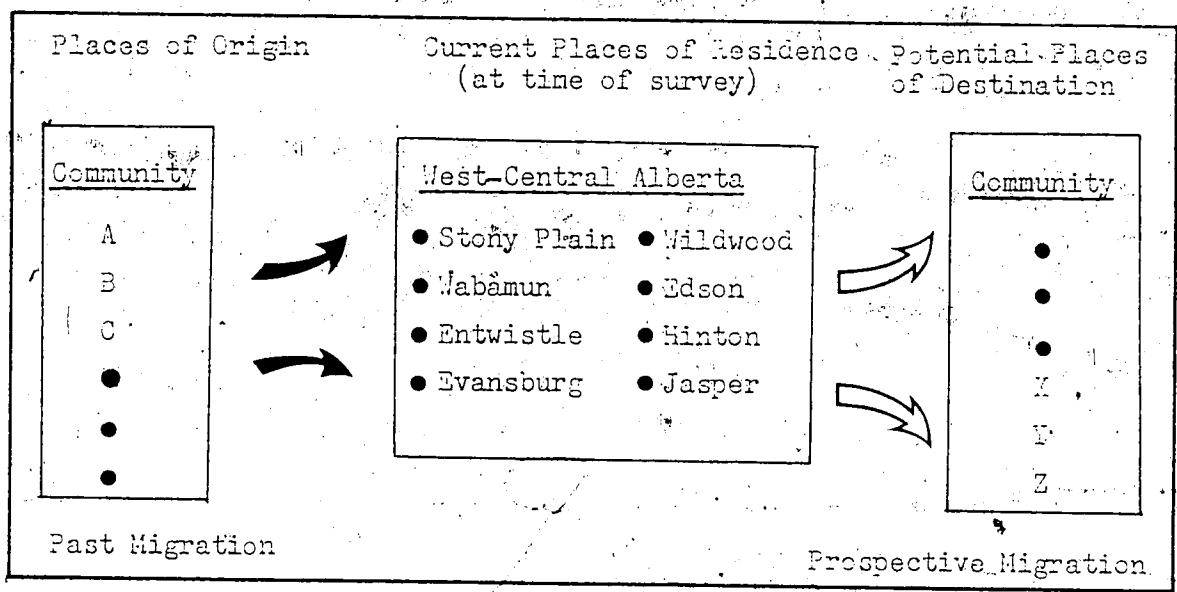 Places of Origin
Current Places of Residence
(at time of survey)
Potential Places
of Destination
Community
A
B
C
West-Central Alberta
• Stony Plain • Wildwood
• Wabamun • Edson
• Entwistle • Hinton
• Evansburg • Jasper
Community
X
Y
Z
Past Migration
Prospective Migration